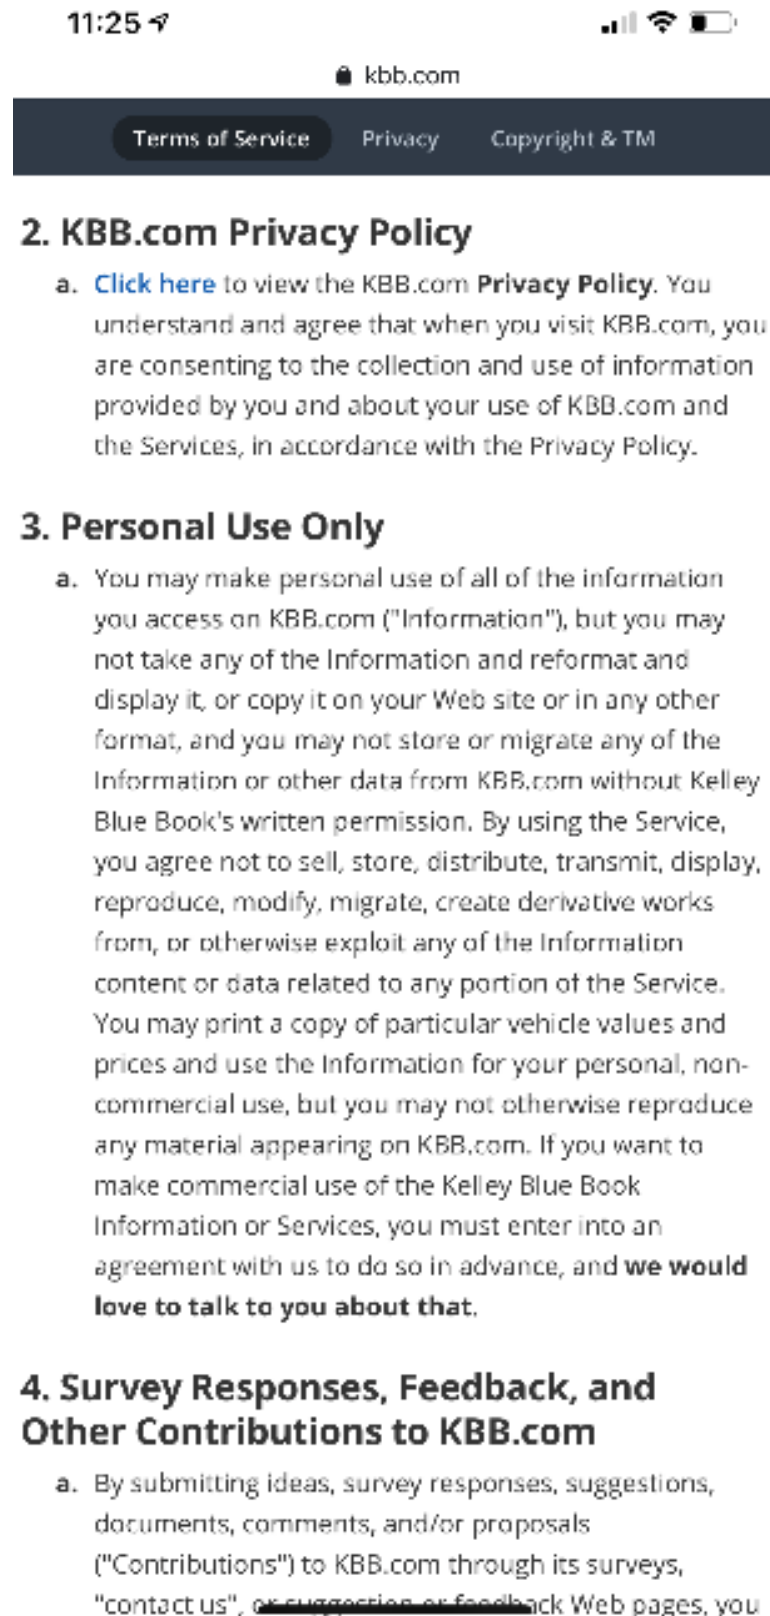 11:25
kbb.com
Terms of Service Privacy Copyright & TM
2. KBB.com Privacy Policy
a. Click here to view the KBB.com Privacy Policy. You
understand and agree that when you visit KBB.com, you
are consenting to the collection and use of information
provided by you and about your use of KBB.com and
the Services, in accordance with the Privacy Policy.
3. Personal Use Only
a. You may make personal use of all of the information
you access on KBB.com ("Information"), but you may
not take any of the Information and reformat and
display it, or copy it on your Web site or in any other
format, and you may not store or migrate any of the
Information or other data from KBB.com without Kelley
Blue Book's written permission. By using the Service,
you agree not to sell, store, distribute, transmit, display,
reproduce, modify, migrate, create derivative works
from, or otherwise exploit any of the Information
content or data related to any portion of the Service.
You may print a copy of particular vehicle values and
prices and use the Information for your personal, non-
commercial use, but you may not otherwise reproduce
any material appearing on KBB.com. If you want to
make commercial use of the Kelley Blue Book
Information or Services, you must enter into an
agreement with us to do so in advance, and we would
love to talk to you about that.
4. Survey Responses, Feedback, and
Other Contributions to KBB.com
a. By submitting ideas, survey responses, suggestions,
documents, comments, and/or proposals
("Contributions") to KBB.com through its surveys,
"contact us", or suggestion or feedback Web pages, you